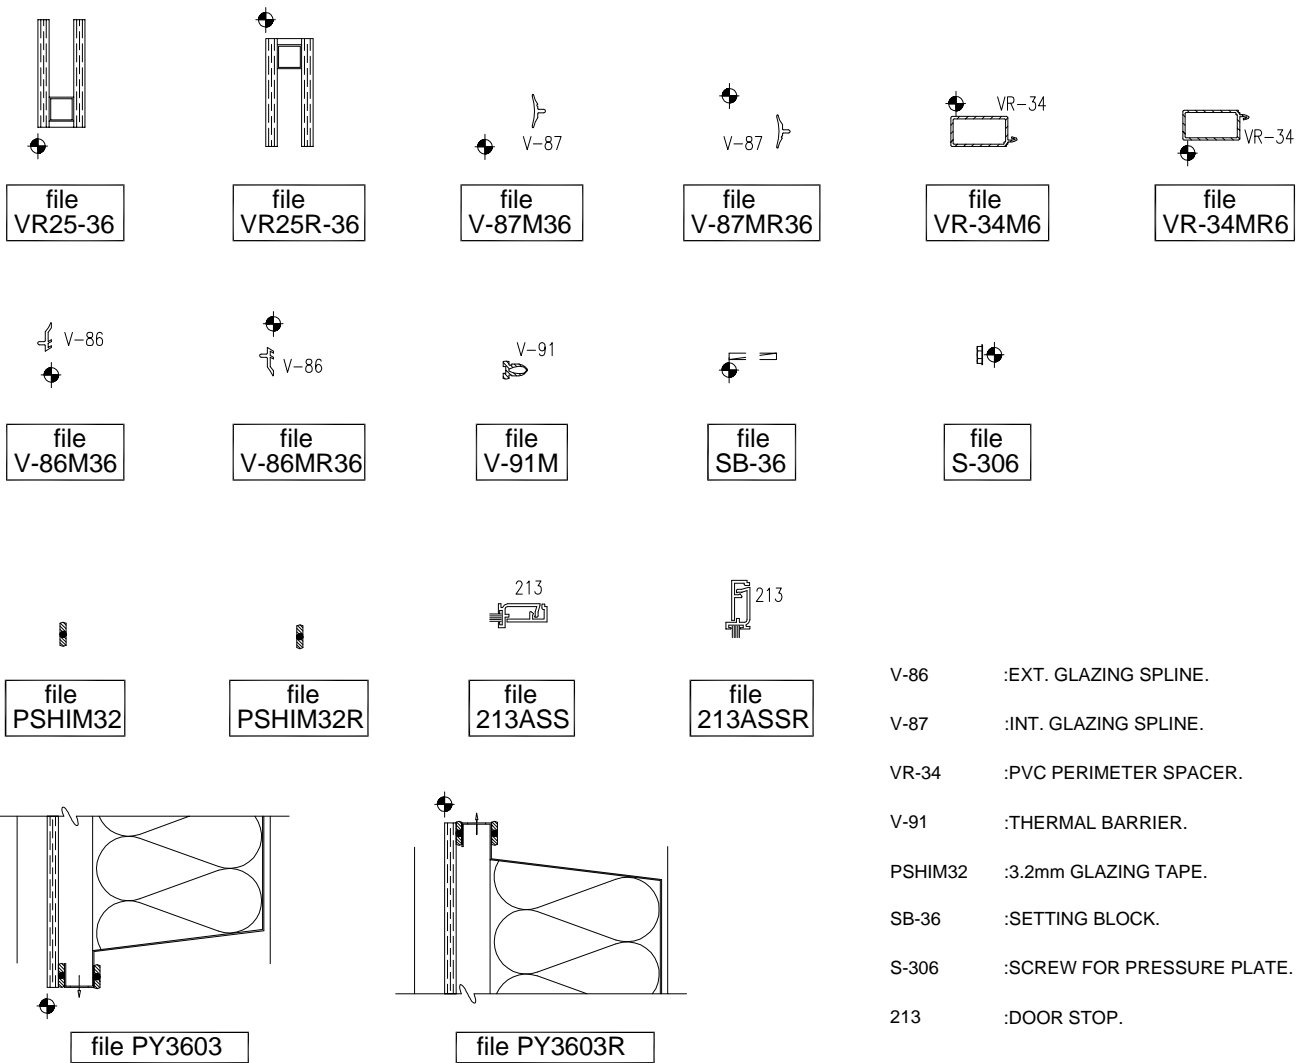 VR-34
VR-34
V-87
V-87
file
VR25-36
file
VR25R-36
file
V-87M36
file
V-87MR36
file
VR-34M6
file
VR-34MR6
V-86
V-86
V-91
file
V-86M36
file
V-86MR36
file
V-91M
file
SB-36
file
S-306
213
213
file
PSHIM32
file
PSHIM32R
file
213ASS
file
213ASSR
V-86 :EXT. GLAZING SPLINE.
V-87 :INT. GLAZING SPLINE.
VR-34 :PVC PERIMETER SPACER.
V-91 :THERMAL BARRIER.
PSHIM32 :3.2mm GLAZING TAPE.
SB-36 :SETTING BLOCK.
S-306 :SCREW FOR PRESSURE PLATE.
213 :DOOR STOP.
file PY3603
file PY3603R